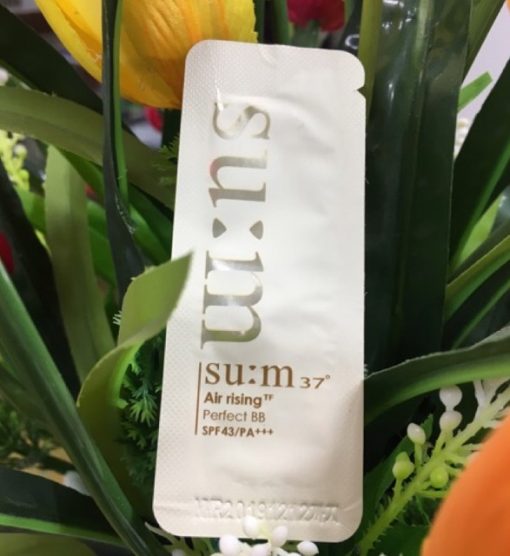 su:m
su:m 37°
Air rising TF
Perfect BB
SPF43/PA+++